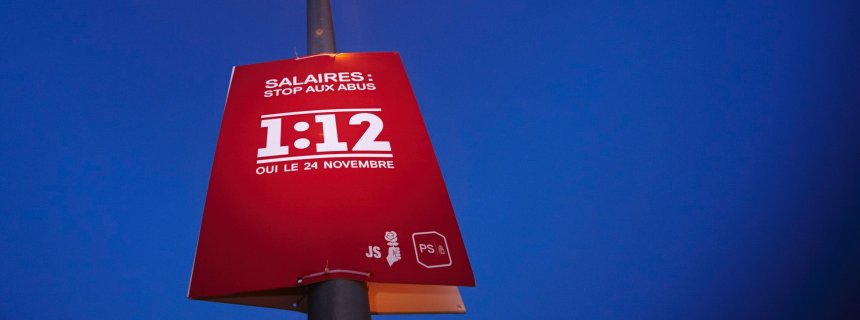 SALAIRES :
STOP AUX ABUS
1:12
OUI LE 24 NOVEMBRE
JS
PS